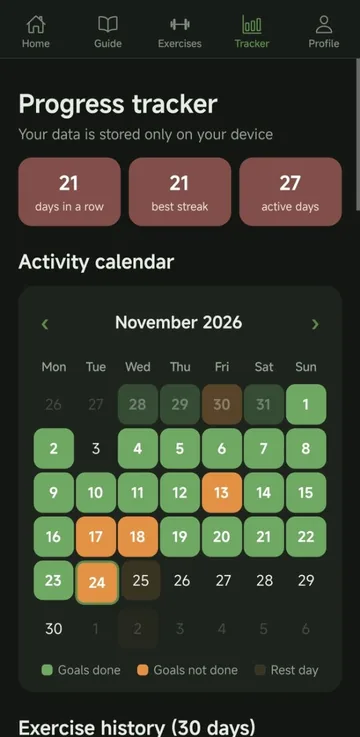 Home Guide Exercises Tracker Profile
Progress tracker
Your data is stored only on your device
21 21 27
days in a row best streak active days
Activity calendar
‹ November 2026 ›
Mon Tue Wed Thu Fri Sat Sun
26 27 28 29 30 31 1
2 3 4 5 6 7 8
9 10 11 12 13 14 15
16 17 18 19 20 21 22
23 24 25 26 27 28 29
30 1 2 3 4 5 6
Goals done Goals not done Rest day
Exercise history (30 days)